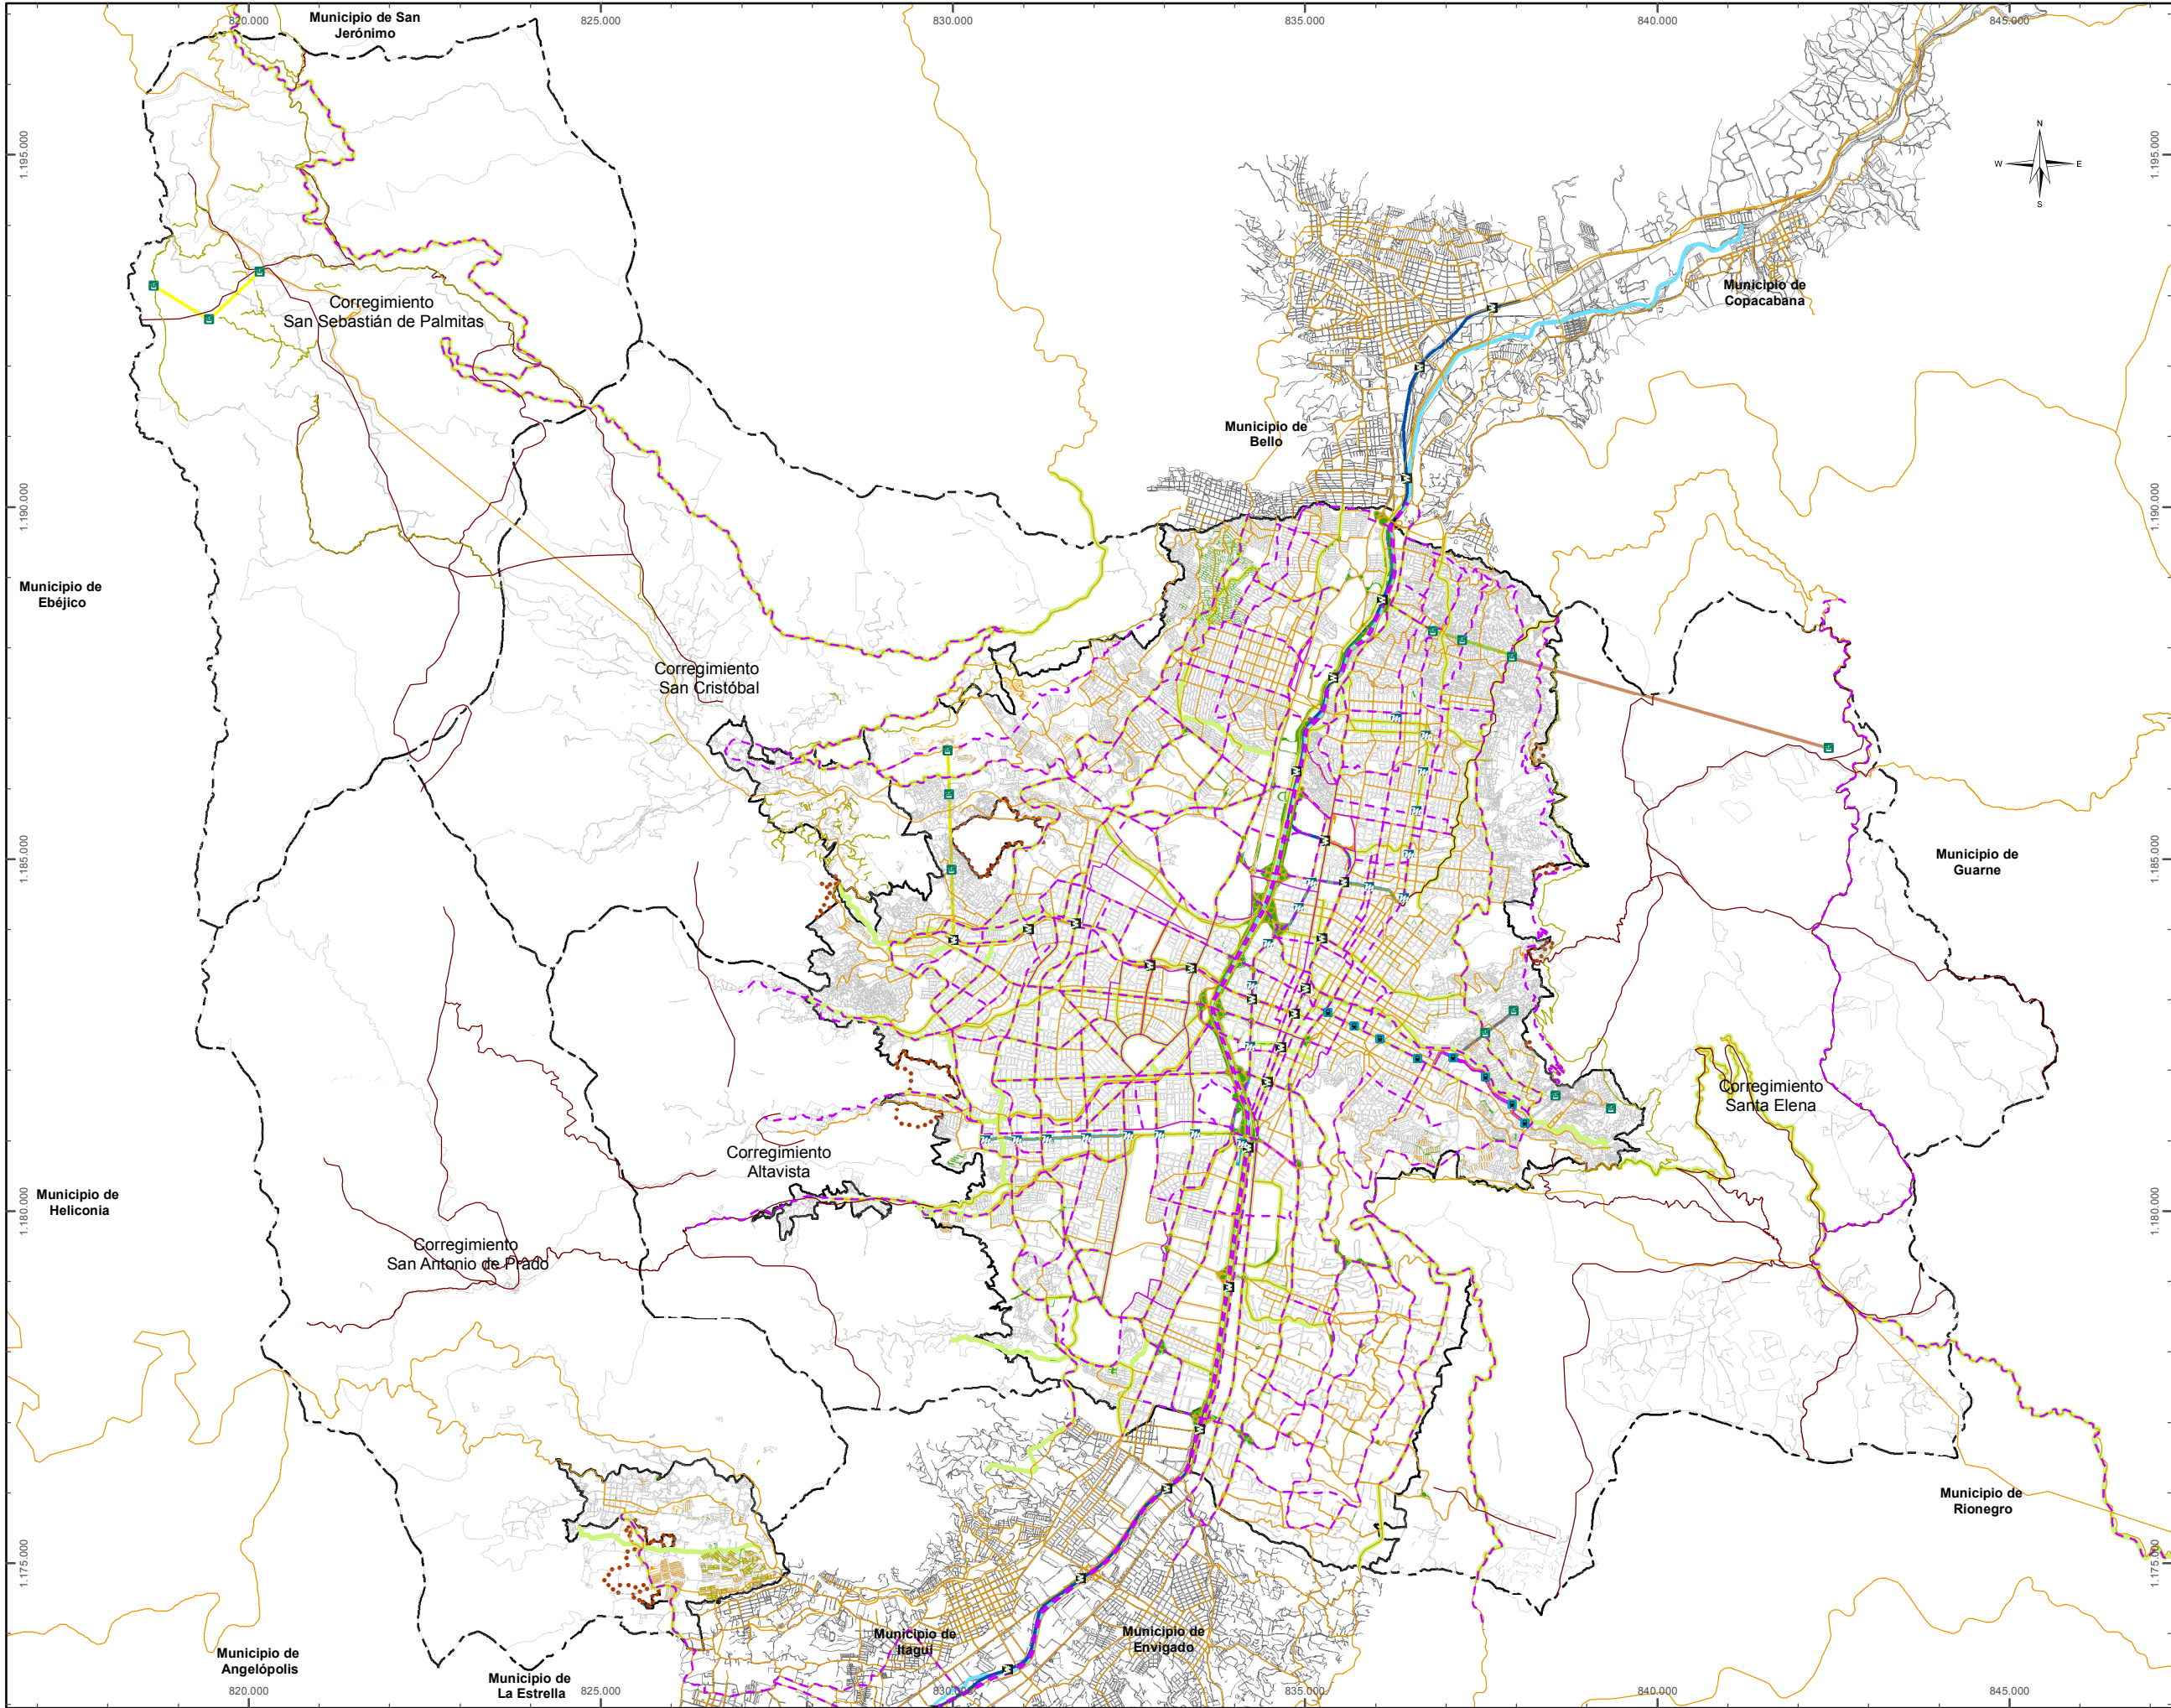 Municipio de San
Jerónimo
820.000
825.000
830.000
835.000
840.000
845.000
1.195.000
1.195.000
N
W
E
S
Municipio de
Copacabana
Corregimiento
San Sebastián de Palmitas
Municipio de
Bello
1.190.000
1.190.000
Municipio de
Ebéjico
Corregimiento
San Cristóbal
1.185.000
1.185.000
Municipio de
Guarne
Corregimiento
Santa Elena
Corregimiento
Altavista
Municipio de
Heliconia
1.180.000
1.180.000
Corregimiento
San Antonio de Prado
Municipio de
Rionegro
1.175.000
1.175.000
Municipio de
Itagui
Municipio de
Envigado
Municipio de
Angelópolis
Municipio de
La Estrella
820.000
825.000
830.000
835.000
840.000
845.000